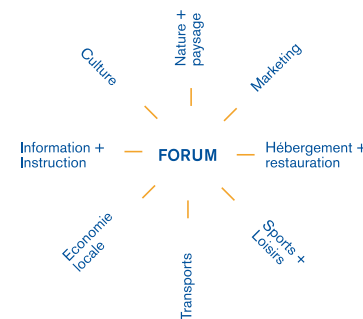 Nature +
paysage
Culture
Marketing
Information +
Instruction
FORUM
Hébergement +
restauration
Economie
locale
Sports +
Loisirs
Transports